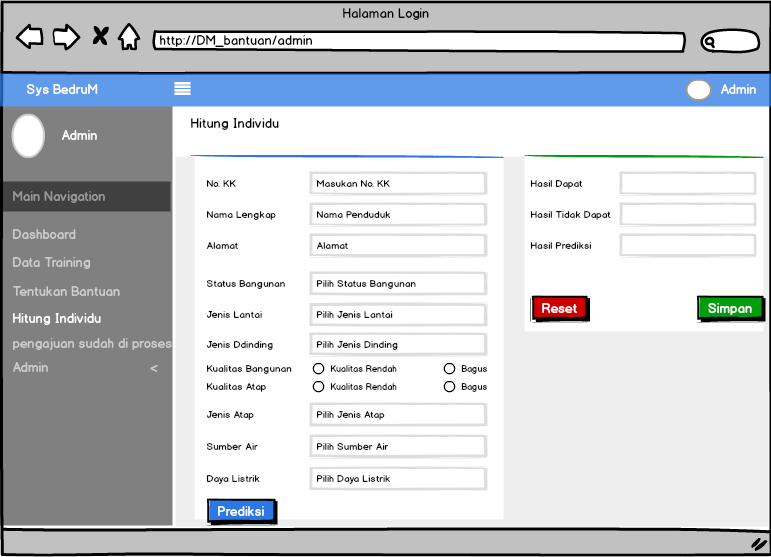 Halaman Login
http://DM_bantuan/admin
Sys BedruM
Admin
Admin
Main Navigation
Dashboard
Data Training
Tentukan Bantuan
Hitung Individu
pengajuan sudah di proses
Admin <
Hitung Individu
No. KK Masukan No. KK
Nama Lengkap Nama Penduduk
Alamat Alamat
Status Bangunan Pilih Status Bangunan
Jenis Lantai Pilih Jenis Lantai
Jenis Ddinding Pilih Jenis Dinding
Kualitas Bangunan Kualitas Rendah Bagus
Kualitas Atap Kualitas Rendah Bagus
Jenis Atap Pilih Jenis Atap
Sumber Air Pilih Sumber Air
Daya Listrik Pilih Daya Listrik
Prediksi
Hasil Dapat
Hasil Tidak Dapat
Hasil Prediksi
Reset Simpan